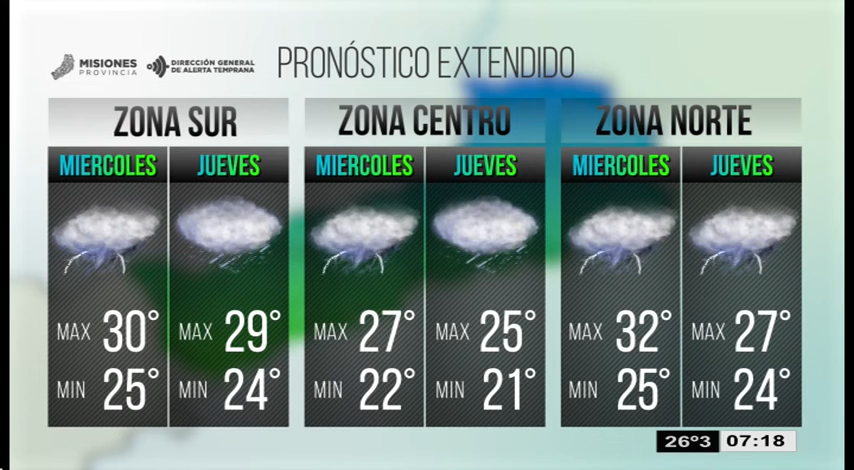 MISIONES
PROVINCIA
DIRECCIÓN GENERAL
DE ALERTA TEMPRANA
PRONÓSTICO EXTENDIDO
ZONA SUR
MIERCOLES JUEVES
MAX 30° MAX 29°
MIN 25° MIN 24°
ZONA CENTRO
MIERCOLES JUEVES
MAX 27° MAX 25°
MIN 22° MIN 21°
ZONA NORTE
MIERCOLES JUEVES
MAX 32° MAX 27°
MIN 25° MIN 24°
26º3 07:18